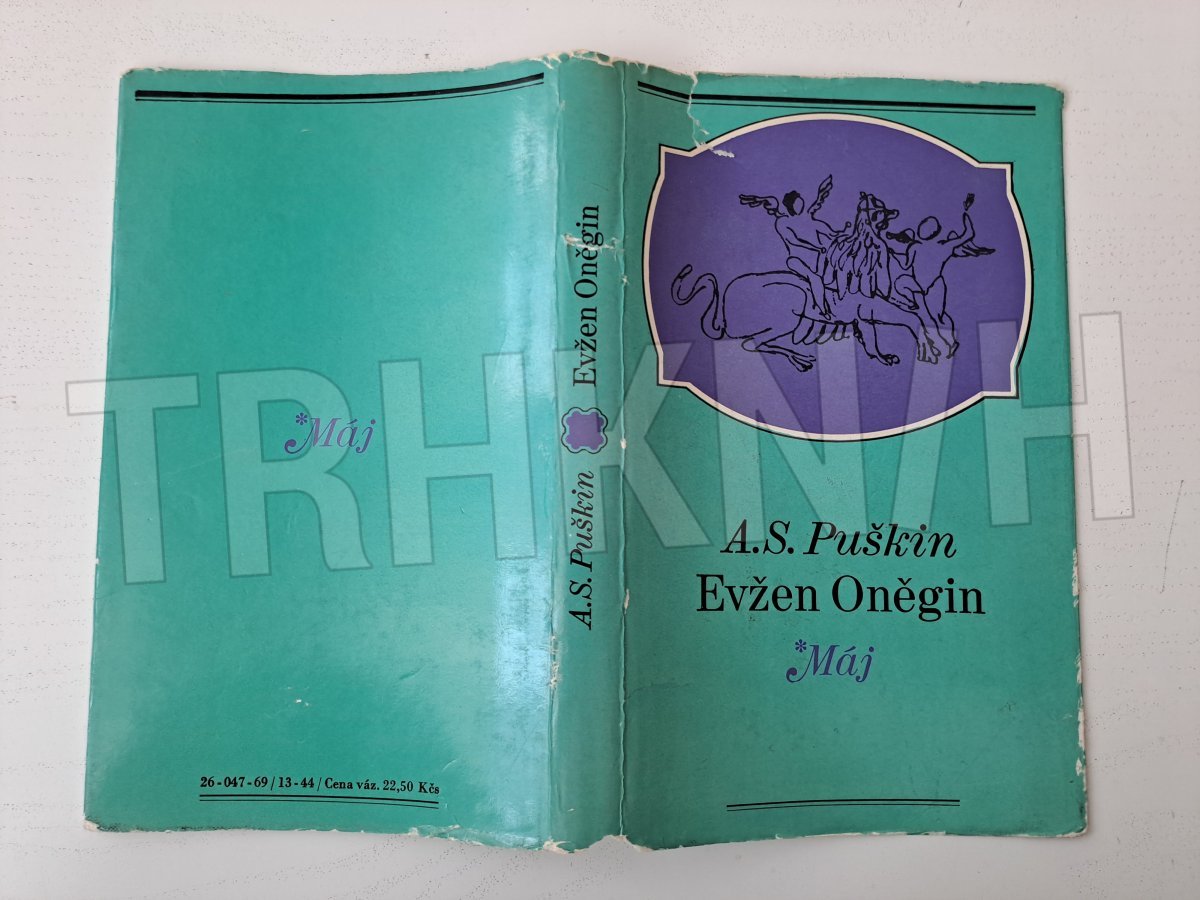 *Máj
26-047-69/13-44/Cena váz. 22,50 Kčs
A.S. Puškin Evžen Oněgin
A.S. Puškin
Evžen Oněgin
*Máj
TRHKNIH